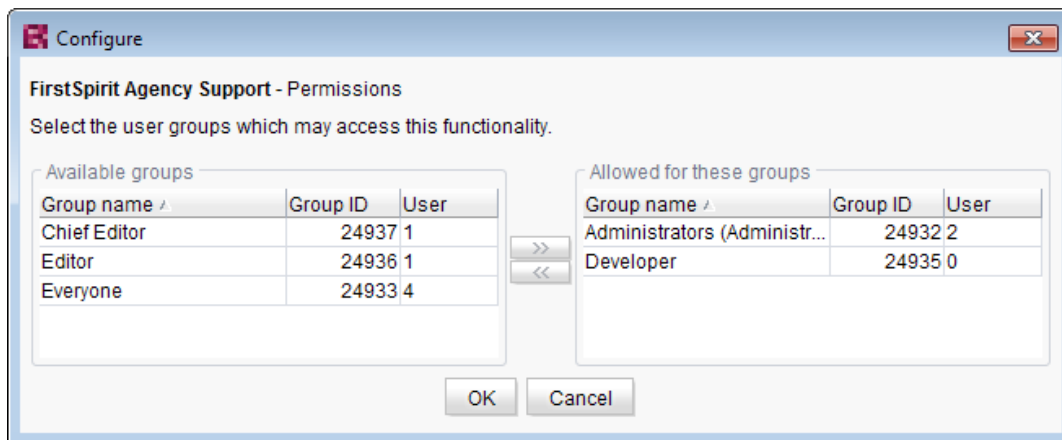 Configure
FirstSpirit Agency Support - Permissions
Select the user groups which may access this functionality.
Available groups
Group name Group ID User
Chief Editor 24937 1
Editor 24936 1
Everyone 24933 4
>>
<<
Allowed for these groups
Group name Group ID User
Administrators (Administr... 24932 2
Developer 24935 0
OK Cancel